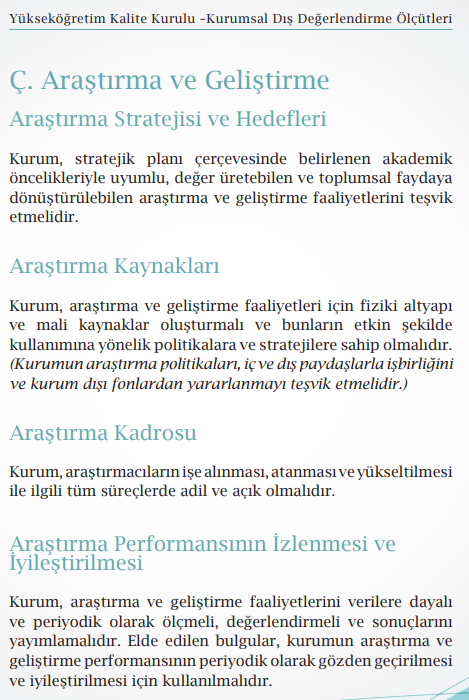 Yükseköğretim Kalite Kurulu –Kurumsal Dış Değerlendirme Ölçütleri
Ç. Araştırma ve Geliştirme
Araştırma Stratejisi ve Hedefleri
Kurum, stratejik planı çerçevesinde belirlenen akademik
öncelikleriyle uyumlu, değer üretebilen ve toplumsal faydaya
dönüştürülebilen araştırma ve geliştirme faaliyetlerini teşvik
etmelidir.
Araştırma Kaynakları
Kurum, araştırma ve geliştirme faaliyetleri için fiziki altyapı
ve mali kaynaklar oluşturmalı ve bunların etkin şekilde
kullanımına yönelik politikalara ve stratejilere sahip olmalıdır.
(Kurumun araştırma politikaları, iç ve dış paydaşlarla işbirliğini
ve kurum dışı fonlardan yararlanmayı teşvik etmelidir.)
Araştırma Kadrosu
Kurum, araştırmacıların işe alınması, atanması ve yükseltilmesi
ile ilgili tüm süreçlerde adil ve açık olmalıdır.
Araştırma Performansının İzlenmesi ve
İyileştirilmesi
Kurum, araştırma ve geliştirme faaliyetlerini verilere dayalı
ve periyodik olarak ölçmeli, değerlendirmeli ve sonuçlarını
yayımlamalıdır. Elde edilen bulgular, kurumun araştırma ve
geliştirme performansının periyodik olarak gözden geçirilmesi
ve iyileştirilmesi için kullanılmalıdır.